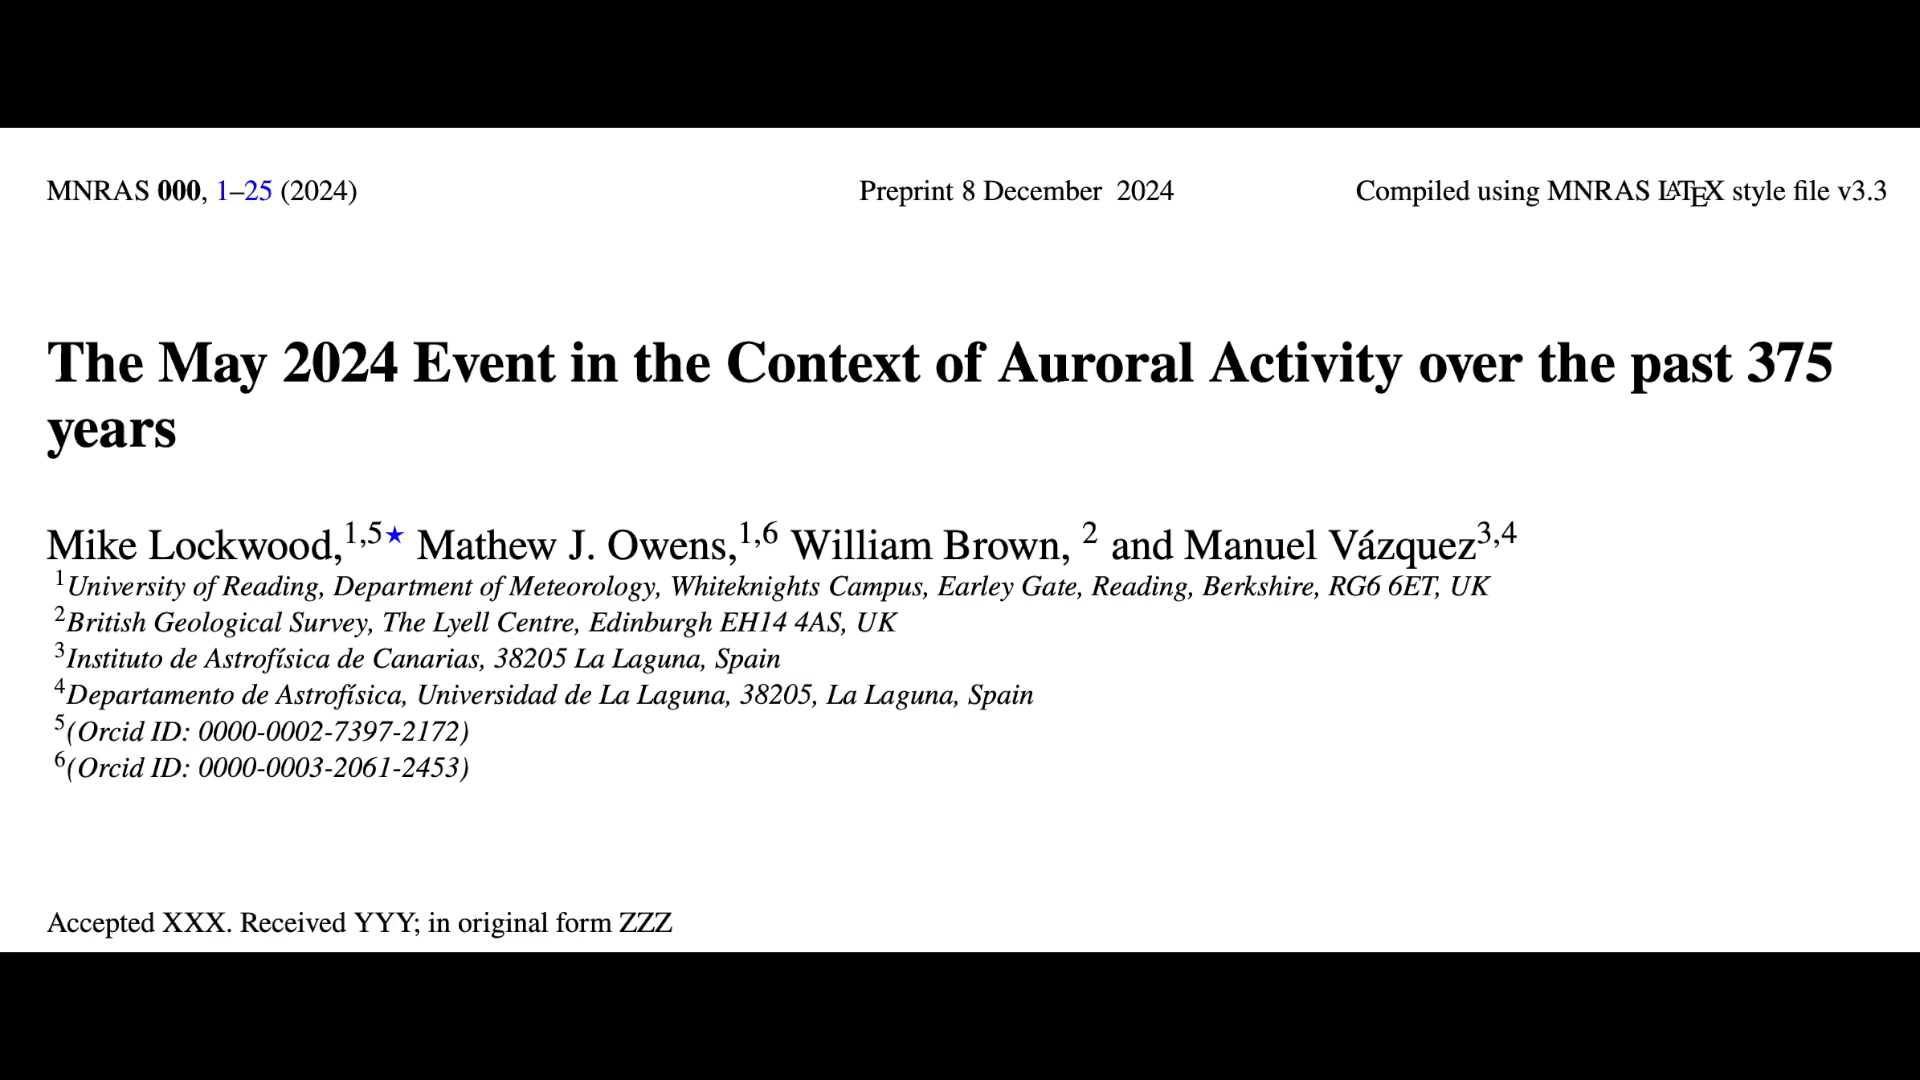 MNRAS 000, 1–25 (2024) Preprint 8 December 2024 Compiled using MNRAS LATEX style file v3.3
The May 2024 Event in the Context of Auroral Activity over the past 375
years
Mike Lockwood,1,5★ Mathew J. Owens,1,6 William Brown, 2 and Manuel Vázquez3,4
1University of Reading, Department of Meteorology, Whiteknights Campus, Earley Gate, Reading, Berkshire, RG6 6ET, UK
2British Geological Survey, The Lyell Centre, Edinburgh EH14 4AS, UK
3Instituto de Astrofísica de Canarias, 38205 La Laguna, Spain
4Departamento de Astrofísica, Universidad de La Laguna, 38205, La Laguna, Spain
5(Orcid ID: 0000-0002-7397-2172)
6(Orcid ID: 0000-0003-2061-2453)
Accepted XXX. Received YYY; in original form ZZZ